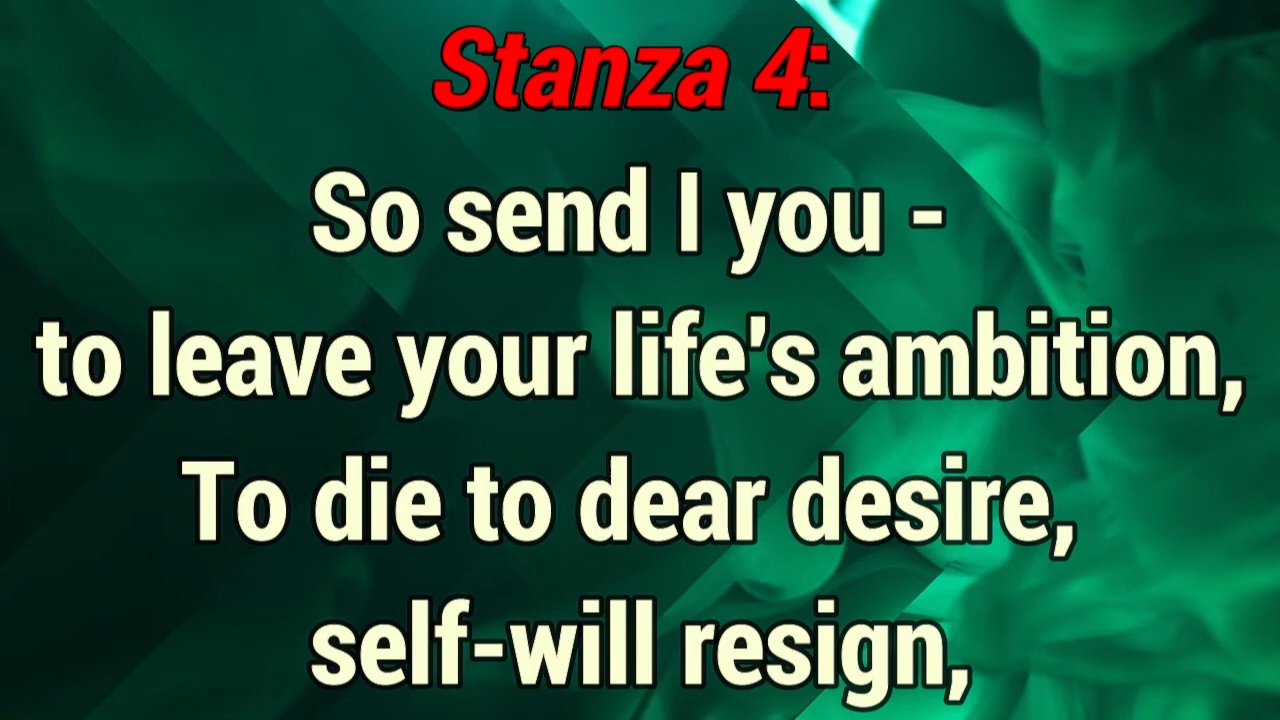 Stanza 4:
So send I you -
to leave your life's ambition,
To die to dear desire,
self-will resign,